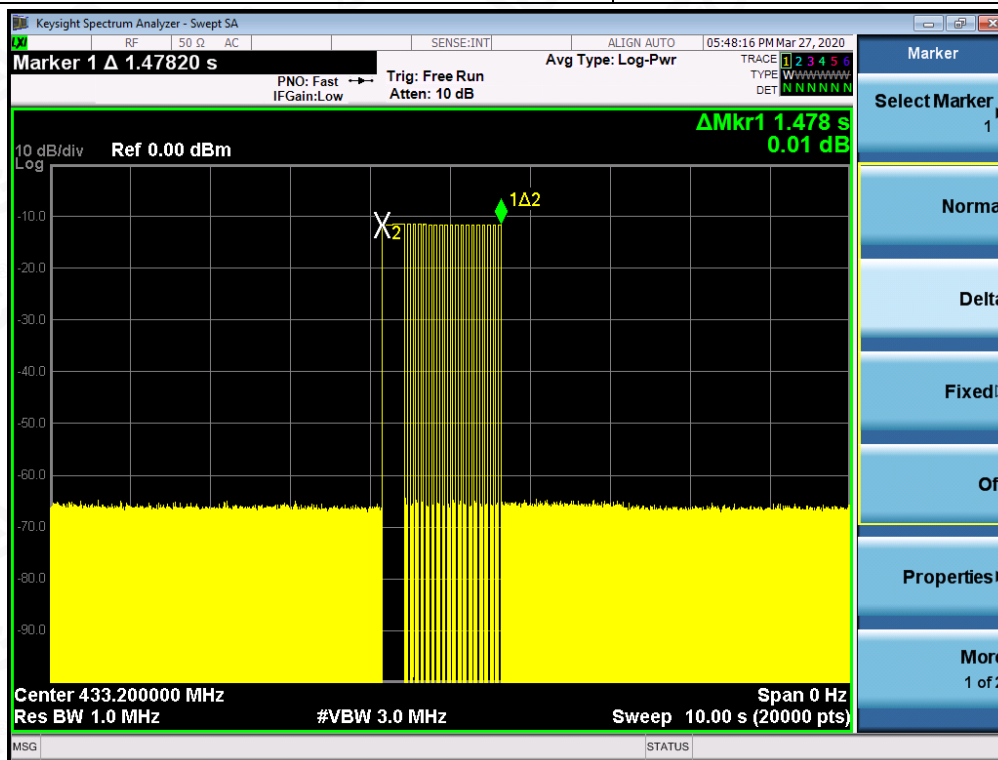 Keysight Spectrum Analyzer - Swept SA
LXI RF 50 Ω AC SENSE:INT ALIGN AUTO 05:48:16 PM Mar 27, 2020
Marker 1 Δ 1.47820 s
PNO: Fast
IFGain:Low
Trig: Free Run
Atten: 10 dB
Avg Type: Log-Pwr
TRACE 1 2 3 4 5 6
TYPE WWWWWW
DET N N N N N N
ΔMkr1 1.478 s
0.01 dB
10 dB/div Ref 0.00 dBm
Log
1Δ2
X2
-10.0
-20.0
-30.0
-40.0
-50.0
-60.0
-70.0
-80.0
-90.0
Center 433.200000 MHz Span 0 Hz
Res BW 1.0 MHz #VBW 3.0 MHz Sweep 10.00 s (20000 pts)
MSG STATUS
Marker
Select Marker
1
Norma
Delta
Fixed
Of
Properties
More
1 of 2